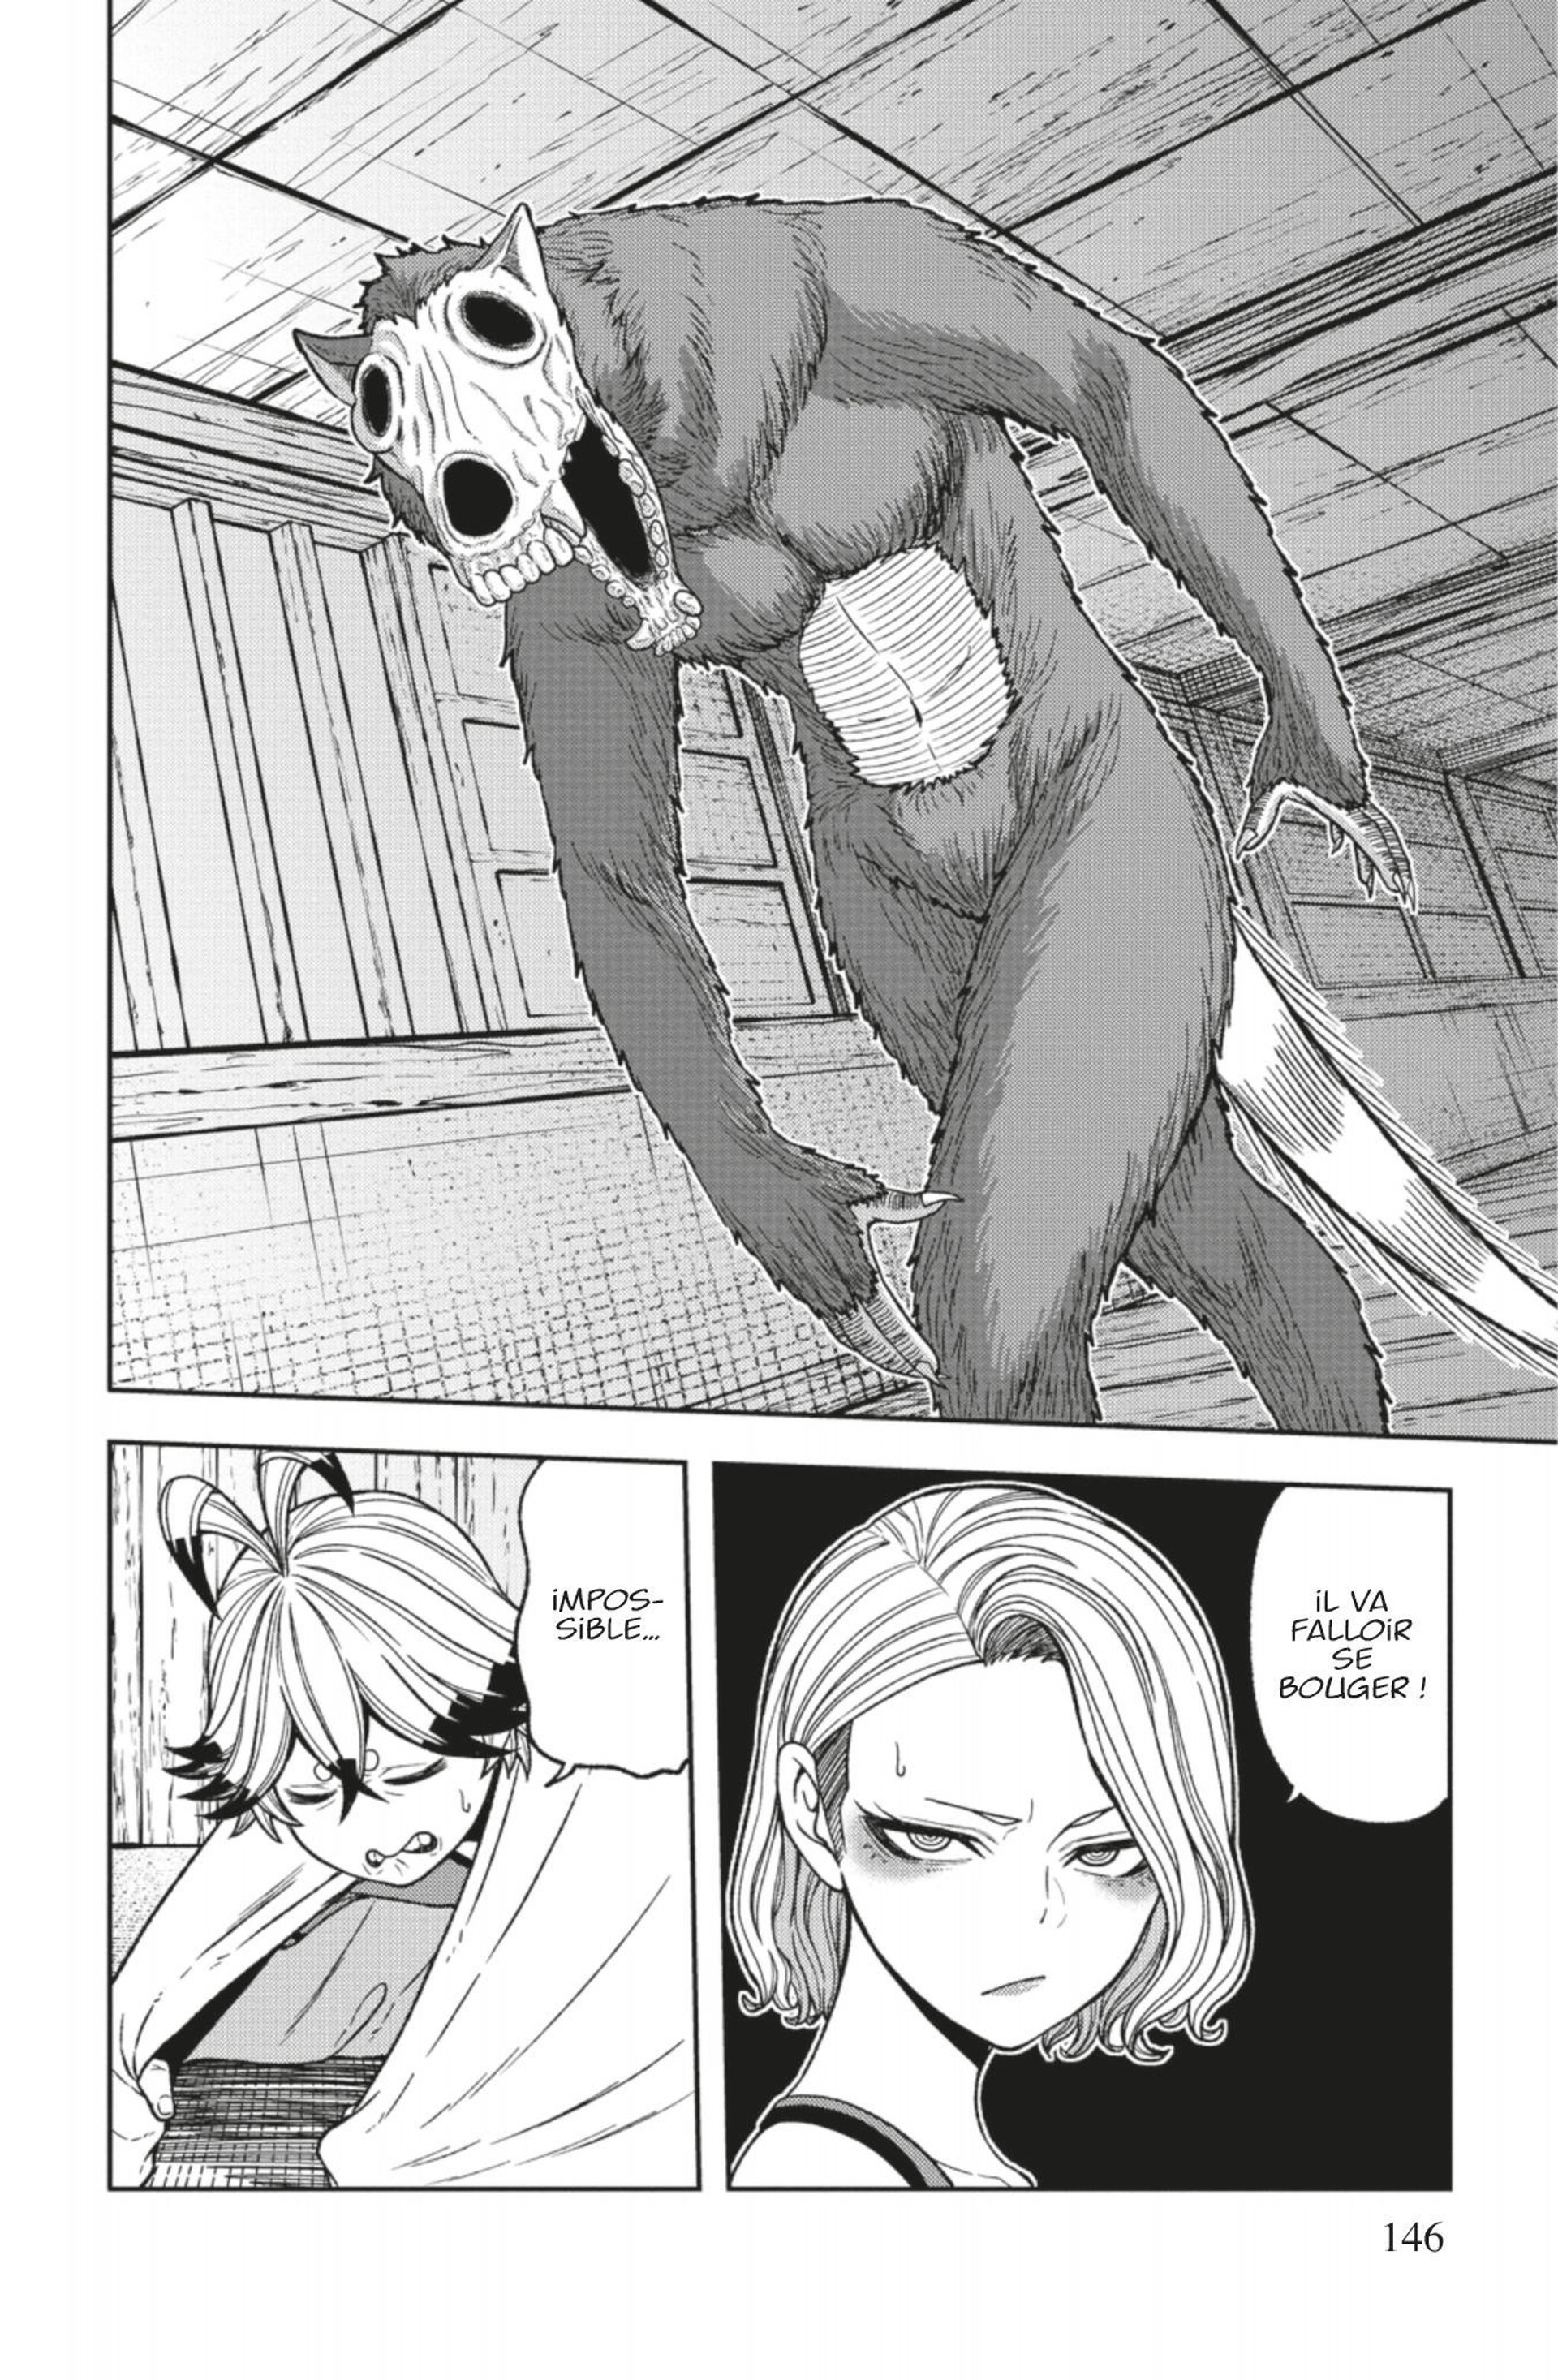 iL VA
FALLOiR
SE
BOUGER !
iMPOS-
SiBLE...
146